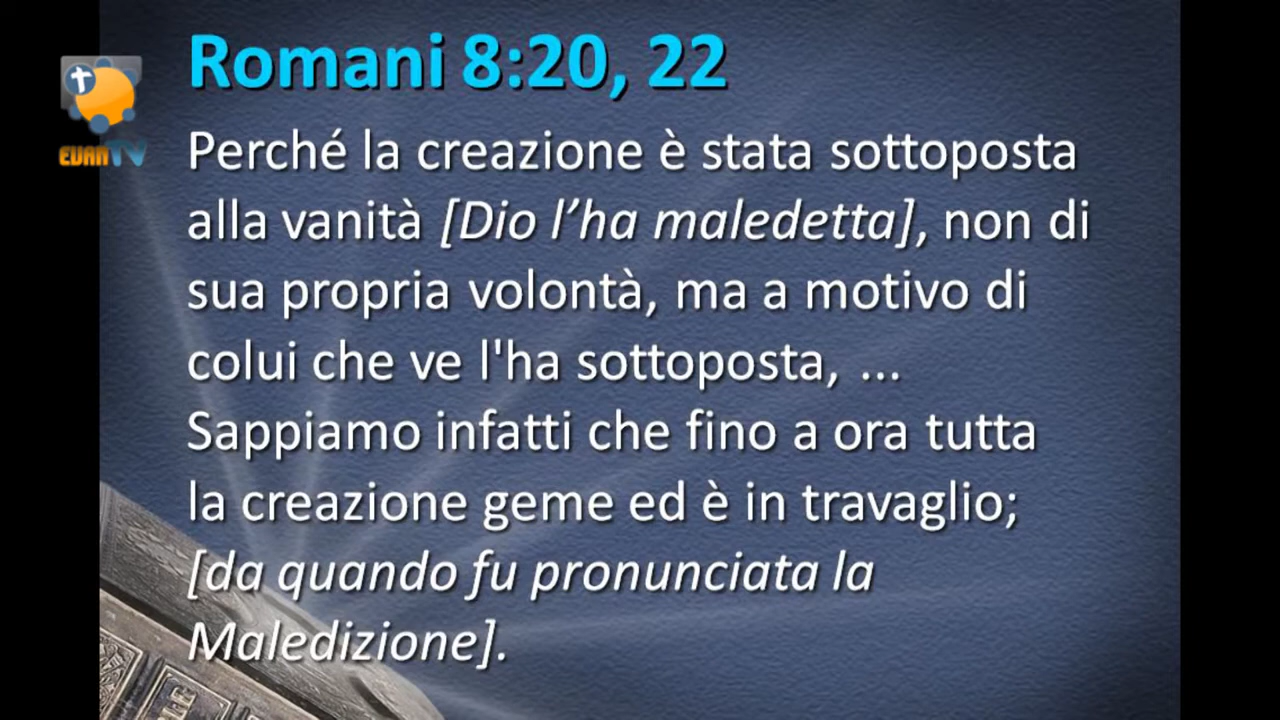 Romani 8:20, 22
EVANTV
Perché la creazione è stata sottoposta
alla vanità [Dio l’ha maledetta], non di
sua propria volontà, ma a motivo di
colui che ve l'ha sottoposta, ...
Sappiamo infatti che fino a ora tutta
la creazione geme ed è in travaglio;
[da quando fu pronunciata la
Maledizione].